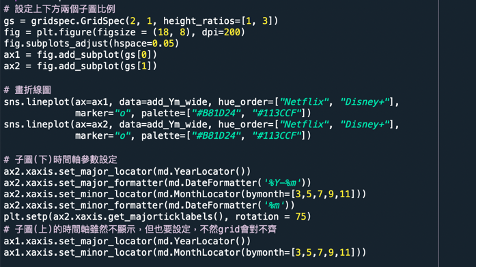 # 設定上下方兩個子圖比例
gs = gridspec.GridSpec(2, 1, height_ratios=[1, 3])
fig = plt.figure(figsize = (18, 8), dpi=200)
fig.subplots_adjust(hspace=0.05)
ax1 = fig.add_subplot(gs[0])
ax2 = fig.add_subplot(gs[1])

# 畫折線圖
sns.lineplot(ax=ax1, data=add_Ym_wide, hue_order=["Netflix", "Disney+"],
marker="o", palette=["#B81D24", "#113CCF"])
sns.lineplot(ax=ax2, data=add_Ym_wide, hue_order=["Netflix", "Disney+"],
marker="o", palette=["#B81D24", "#113CCF"])

# 子圖(下)時間軸參數設定
ax2.xaxis.set_major_locator(md.YearLocator())
ax2.xaxis.set_major_formatter(md.DateFormatter('%Y-%m'))
ax2.xaxis.set_minor_locator(md.MonthLocator(bymonth=[3,5,7,9,11]))
ax2.xaxis.set_minor_formatter(md.DateFormatter('%m'))
plt.setp(ax2.xaxis.get_majorticklabels(), rotation = 75)
# 子圖(上)的時間軸雖然不顯示，但也要設定，不然grid會對不齊
ax1.xaxis.set_major_locator(md.YearLocator())
ax1.xaxis.set_minor_locator(md.MonthLocator(bymonth=[3,5,7,9,11]))